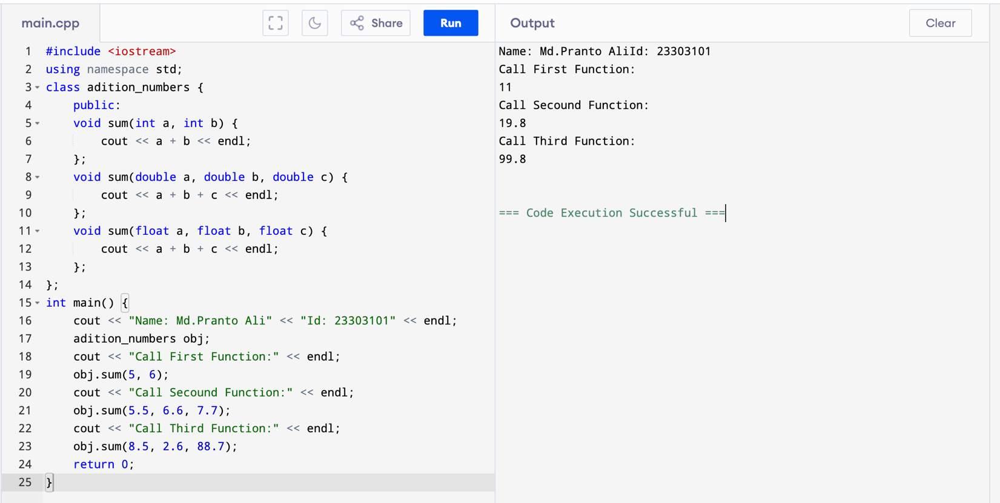 main.cpp
Share
Run
Output
Clear
1 #include <iostream>
2 using namespace std;
3 class adition_numbers {
4     public:
5     void sum(int a, int b) {
6         cout << a + b << endl;
7     };
8     void sum(double a, double b, double c) {
9         cout << a + b + c << endl;
10     };
11     void sum(float a, float b, float c) {
12         cout << a + b + c << endl;
13     };
14 };
15 int main() {
16     cout << "Name: Md.Pranto Ali" << "Id: 23303101" << endl;
17     adition_numbers obj;
18     cout << "Call First Function:" << endl;
19     obj.sum(5, 6);
20     cout << "Call Secound Function:" << endl;
21     obj.sum(5.5, 6.6, 7.7);
22     cout << "Call Third Function:" << endl;
23     obj.sum(8.5, 2.6, 88.7);
24     return 0;
25 }
Name: Md.Pranto AliId: 23303101
Call First Function:
11
Call Secound Function:
19.8
Call Third Function:
99.8
=== Code Execution Successful ===